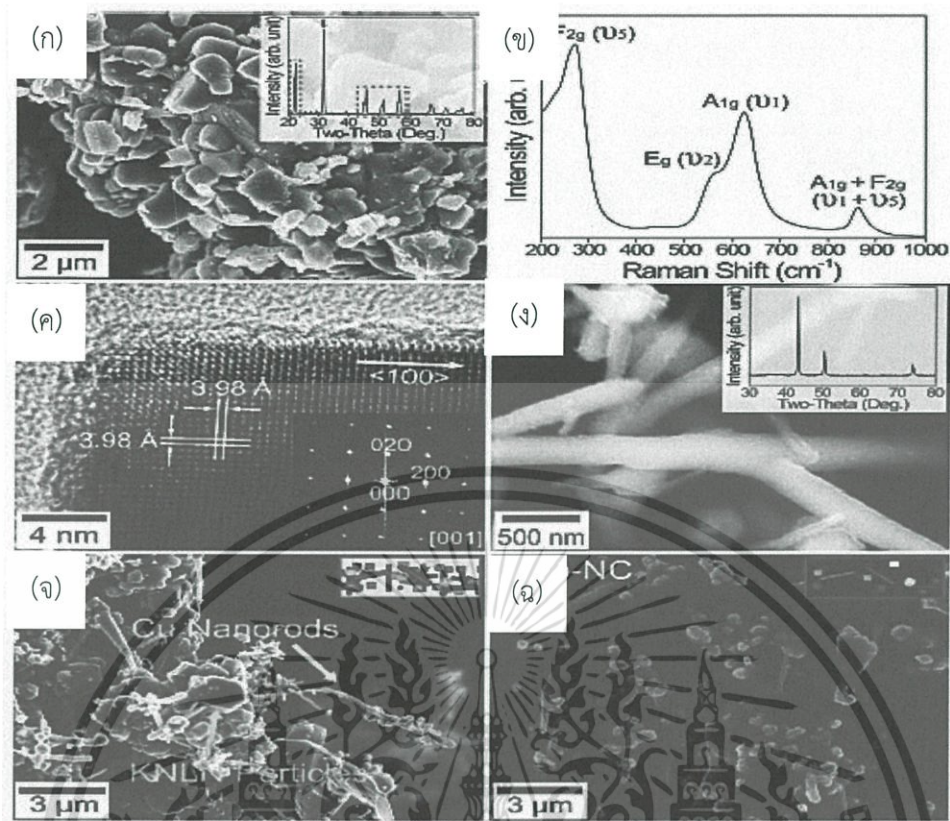 (ก)
Intensity (arb. unit)
20 30 40 50 60 70 80
Two-Theta (Deg.)
2 µm
(ข)
F2g (υ5)
A1g (υ1)
Eg (υ2)
A1g + F2g
(υ1 + υ5)
Intensity (arb.
200 300 400 500 600 700 800 900 1000
Raman Shift (cm⁻¹)
(ค)
<100>
3.98 Å
3.98 Å
020
200
000
4 nm
[001]
(ง)
Intensity (arb. unit)
30 40 50 60 70 80
Two-Theta (Deg.)
500 nm
(จ)
Cu Nanorods
KNLN Particles
3 µm
(ฉ)
-NC
3 µm